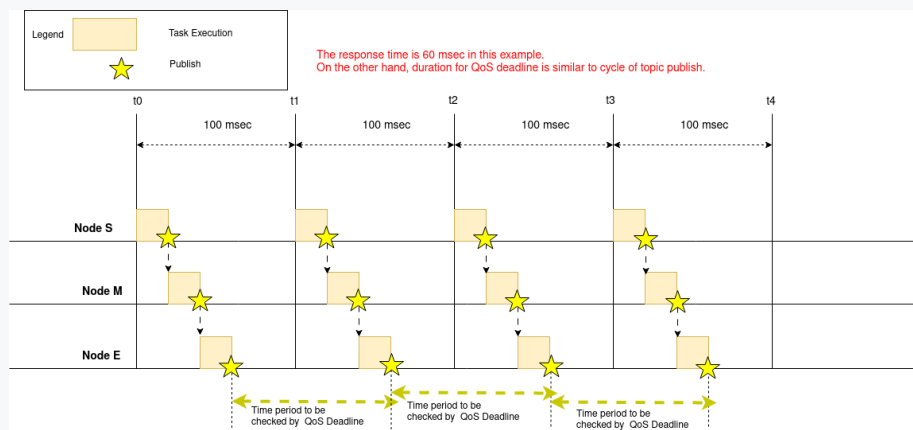 Legend
Task Execution
Publish
The response time is 60 msec in this example.
On the other hand, duration for QoS deadline is similar to cycle of topic publish.
t0
t1
t2
t3
t4
100 msec
100 msec
100 msec
100 msec
Node S
Node M
Node E
Time period to be
checked by QoS Deadline
Time period to be
checked by QoS Deadline
Time period to be
checked by QoS Deadline